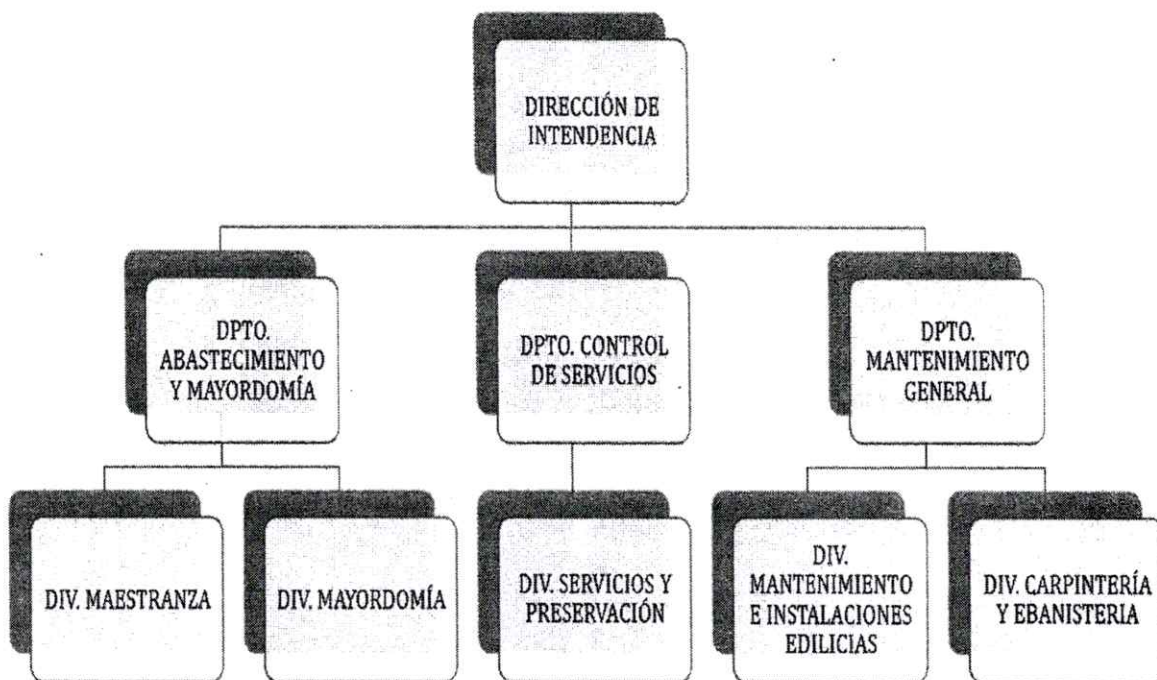 DIRECCIÓN DE
INTENDENCIA
DPTO.
ABASTECIMIENTO
Y MAYORDOMÍA
DPTO. CONTROL
DE SERVICIOS
DPTO.
MANTENIMIENTO
GENERAL
DIV. MAESTRANZA
DIV. MAYORDOMÍA
DIV. SERVICIOS Y
PRESERVACIÓN
DIV.
MANTENIMIENTO
E INSTALACIONES
EDILICIAS
DIV. CARPINTERÍA
Y EBANISTERIA